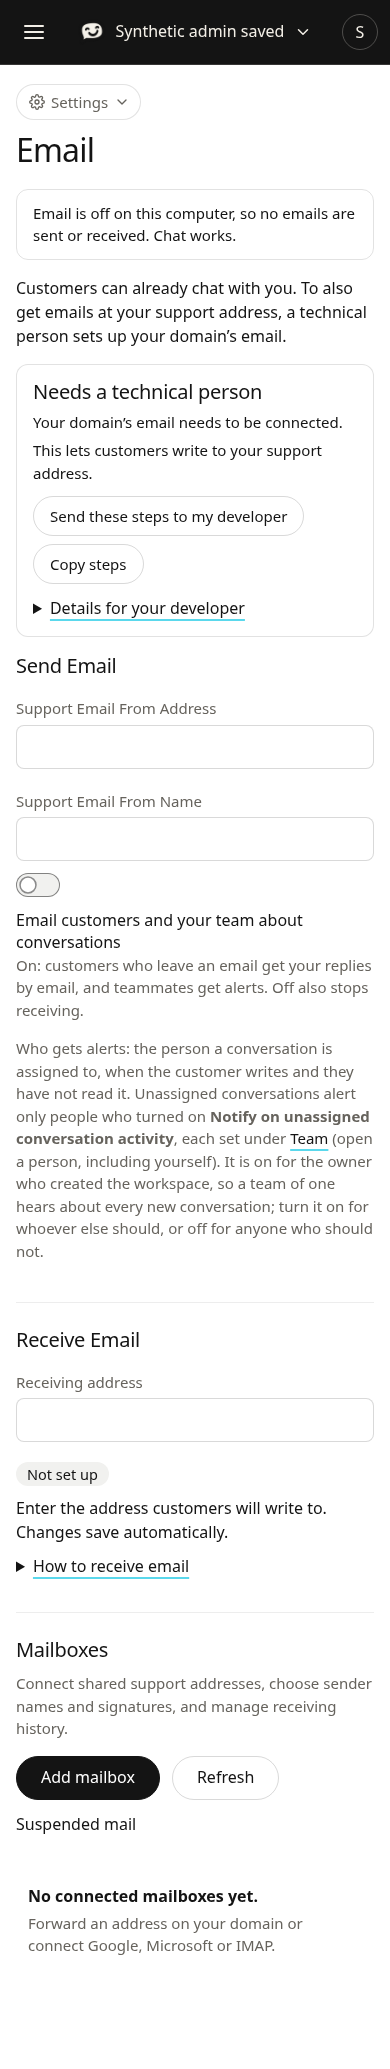 Synthetic admin saved
S
Settings
Email
Email is off on this computer, so no emails are
sent or received. Chat works.
Customers can already chat with you. To also
get emails at your support address, a technical
person sets up your domain’s email.
Needs a technical person
Your domain’s email needs to be connected.
This lets customers write to your support
address.
Send these steps to my developer
Copy steps
Details for your developer
Send Email
Support Email From Address
Support Email From Name
Email customers and your team about
conversations
On: customers who leave an email get your replies
by email, and teammates get alerts. Off also stops
receiving.
Who gets alerts: the person a conversation is
assigned to, when the customer writes and they
have not read it. Unassigned conversations alert
only people who turned on Notify on unassigned
conversation activity, each set under Team (open
a person, including yourself). It is on for the owner
who created the workspace, so a team of one
hears about every new conversation; turn it on for
whoever else should, or off for anyone who should
not.
Receive Email
Receiving address
Not set up
Enter the address customers will write to.
Changes save automatically.
How to receive email
Mailboxes
Connect shared support addresses, choose sender
names and signatures, and manage receiving
history.
Add mailbox
Refresh
Suspended mail
No connected mailboxes yet.
Forward an address on your domain or
connect Google, Microsoft or IMAP.